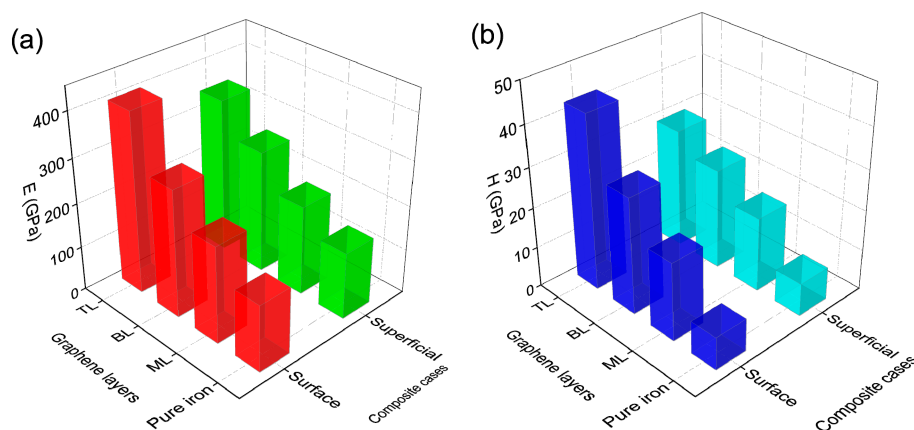 (a)
400
300
200
100
0
E (GPa)
TL
BL
ML
Pure iron
Graphene layers
Surface
Superficial
Composite cases
(b)
50
40
30
20
10
0
H (GPa)
TL
BL
ML
Pure iron
Graphene layers
Surface
Superficial
Composite cases